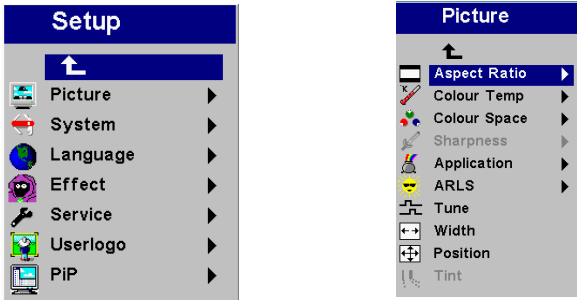 Setup
Picture
System
Language
Effect
Service
Userlogo
PiP
Picture
Aspect Ratio
Colour Temp
Colour Space
Sharpness
Application
ARLS
Tune
Width
Position
Tint